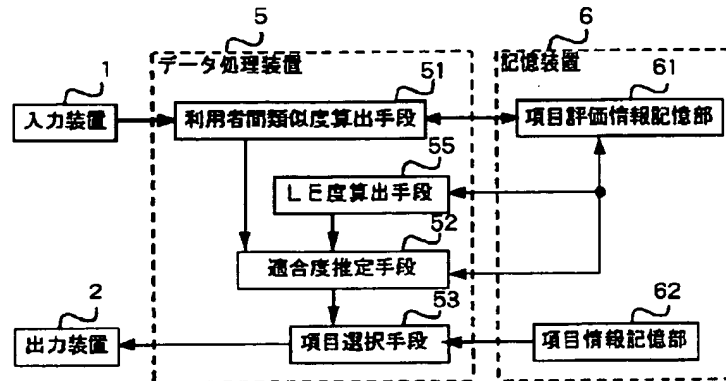 5
6
データ処理装置
記憶装置
1
51
61
入力装置
利用者間類似度算出手段
項目評価情報記憶部
55
LE度算出手段
52
適合度推定手段
2
53
62
出力装置
項目選択手段
項目情報記憶部